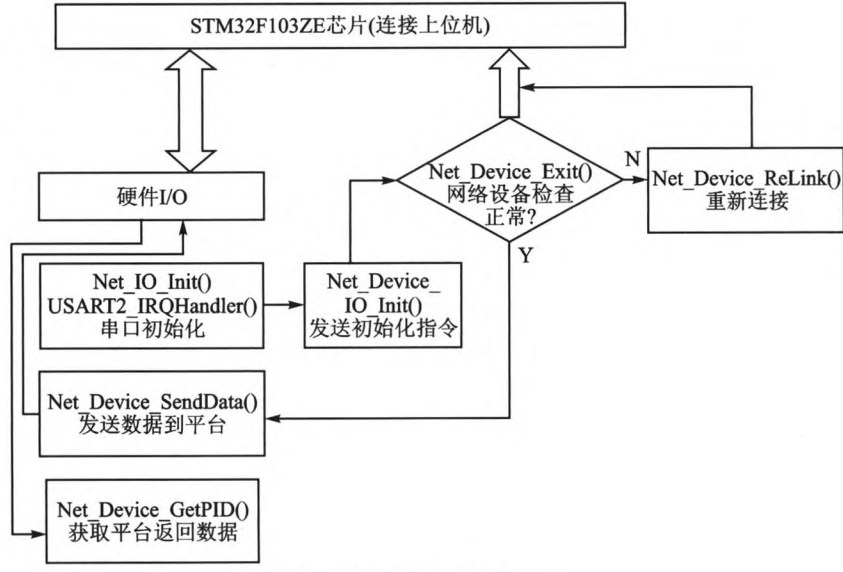 STM32F103ZE芯片(连接上位机)
硬件I/O
Net_Device_Exit()
网络设备检查
正常?
N
Net_Device_ReLink()
重新连接
Y
Net_IO_Init()
USART2_IRQHandler()
串口初始化
Net_Device_
IO_Init()
发送初始化指令
Net_Device_SendData()
发送数据到平台
Net_Device_GetPID()
获取平台返回数据